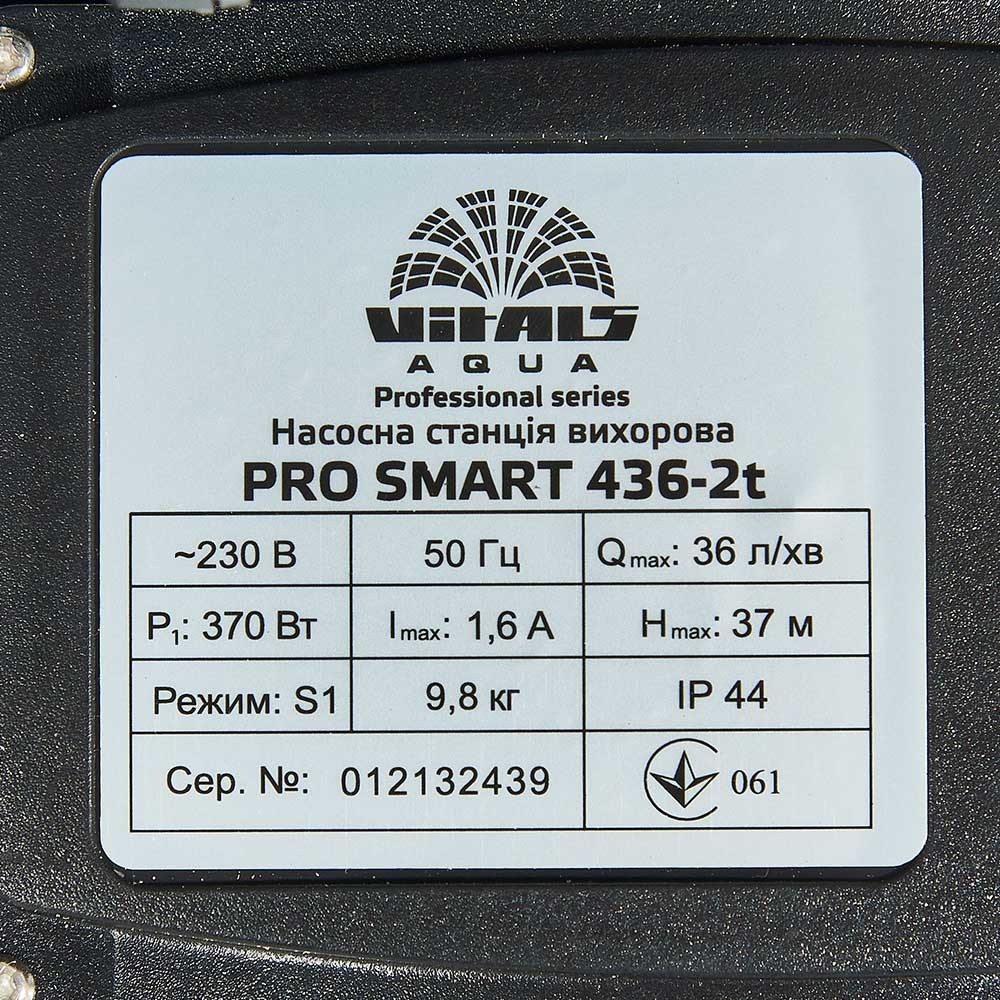 VitALS
AQUA
Professional series
Насосна станція вихорова
PRO SMART 436-2t
~230 В 50 Гц Qmax: 36 л/хв
P₁: 370 Вт Imax: 1,6 А Hmax: 37 м
Режим: S1 9,8 кг IP 44
Сер. №: 012132439 061